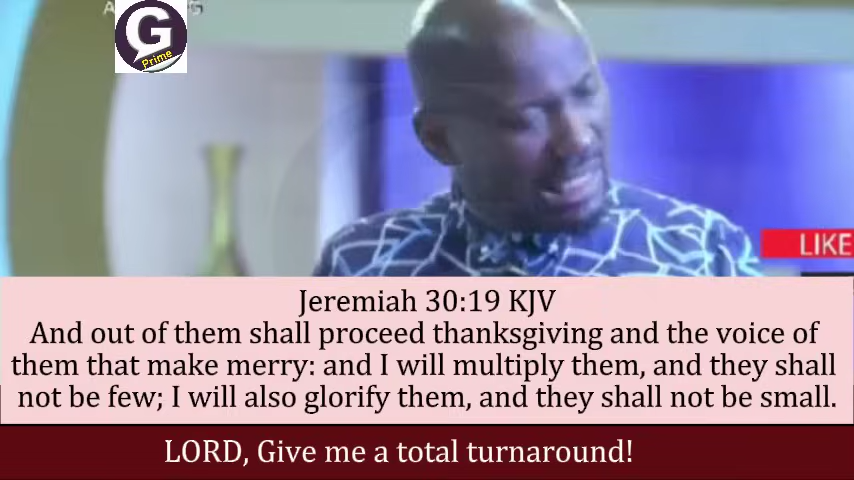 G
Prime
LIKE
Jeremiah 30:19 KJV
And out of them shall proceed thanksgiving and the voice of
them that make merry: and I will multiply them, and they shall
not be few; I will also glorify them, and they shall not be small.
LORD, Give me a total turnaround!